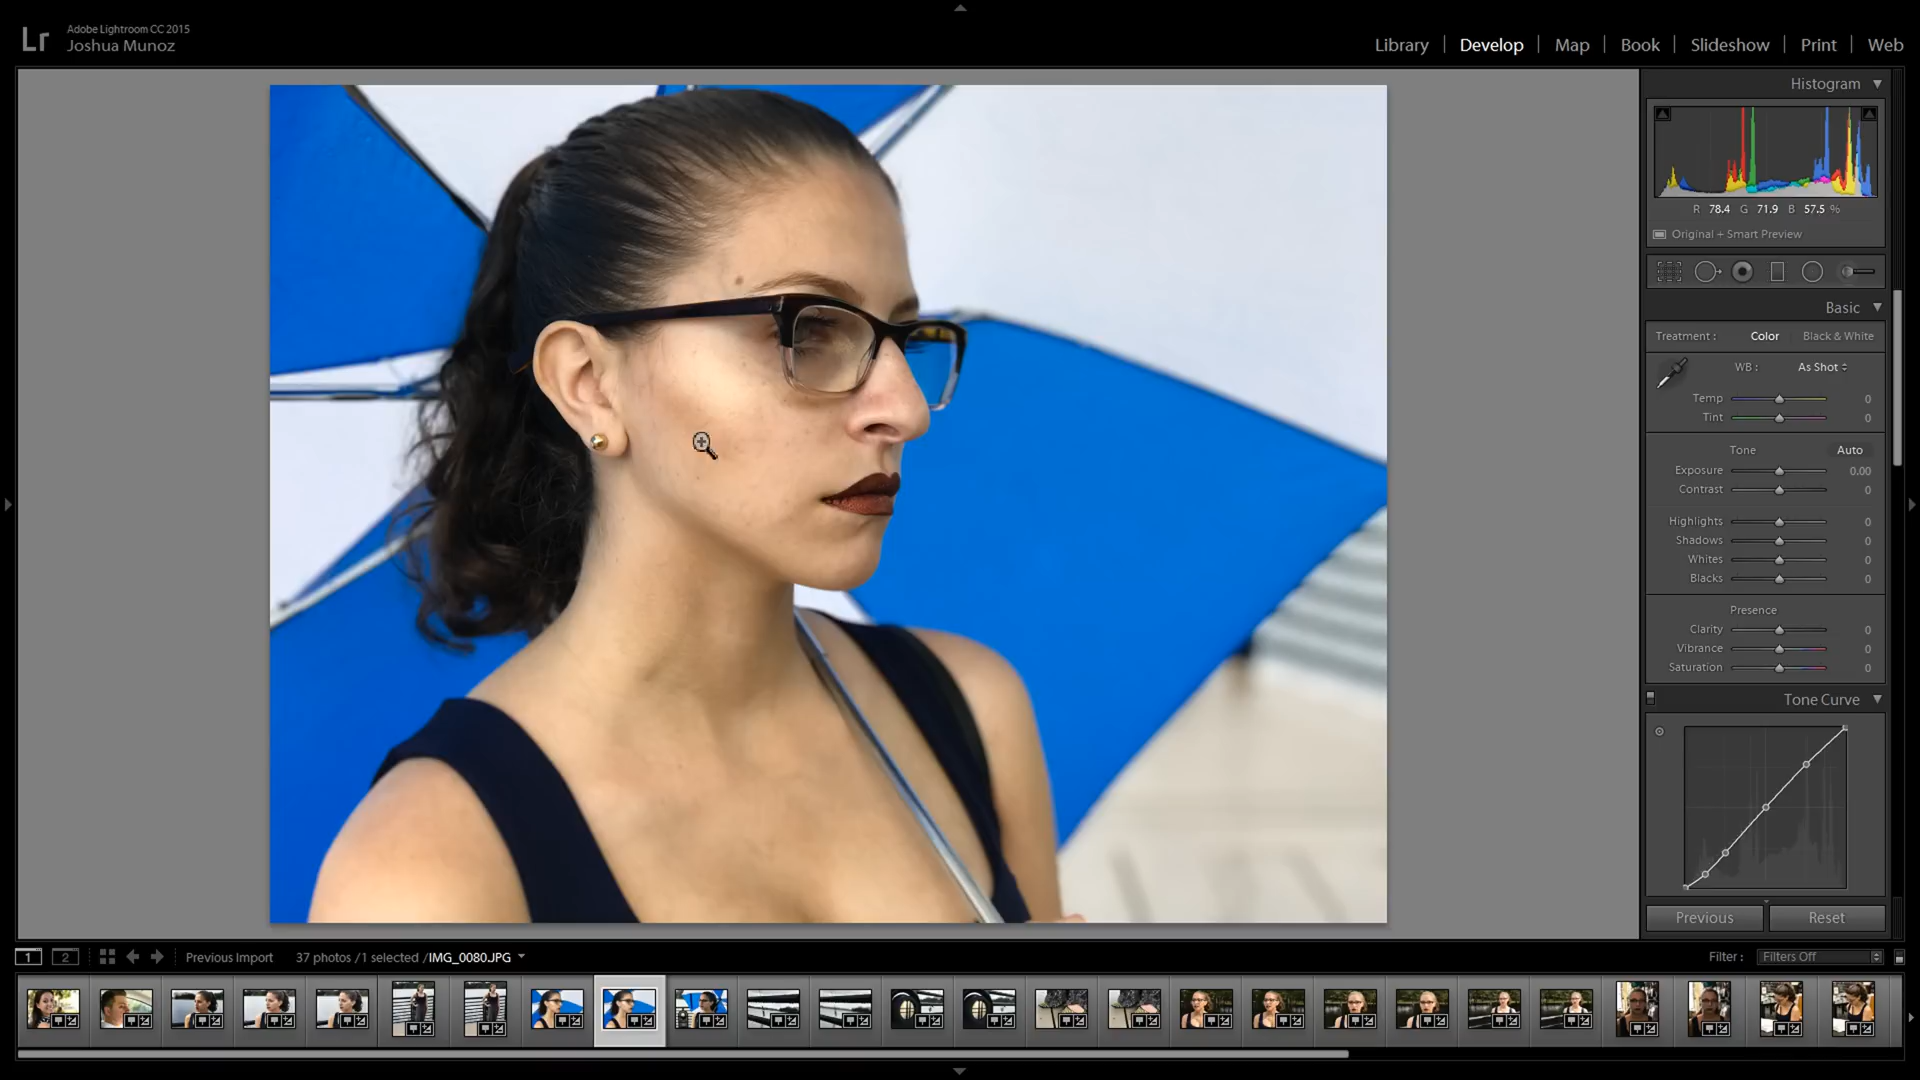 Lr
Adobe Lightroom CC 2015
Joshua Munoz
Library | Develop | Map | Book | Slideshow | Print | Web
Histogram
R 78.4 G 71.9 B 57.5 %
Original + Smart Preview
Basic
Treatment : Color Black & White
WB : As Shot
Temp 0
Tint 0
Tone Auto
Exposure 0.00
Contrast 0
Highlights 0
Shadows 0
Whites 0
Blacks 0
Presence
Clarity 0
Vibrance 0
Saturation 0
Tone Curve
Previous Reset
1 2 Previous Import 37 photos /1 selected /IMG_0080.JPG Filter : Filters Off